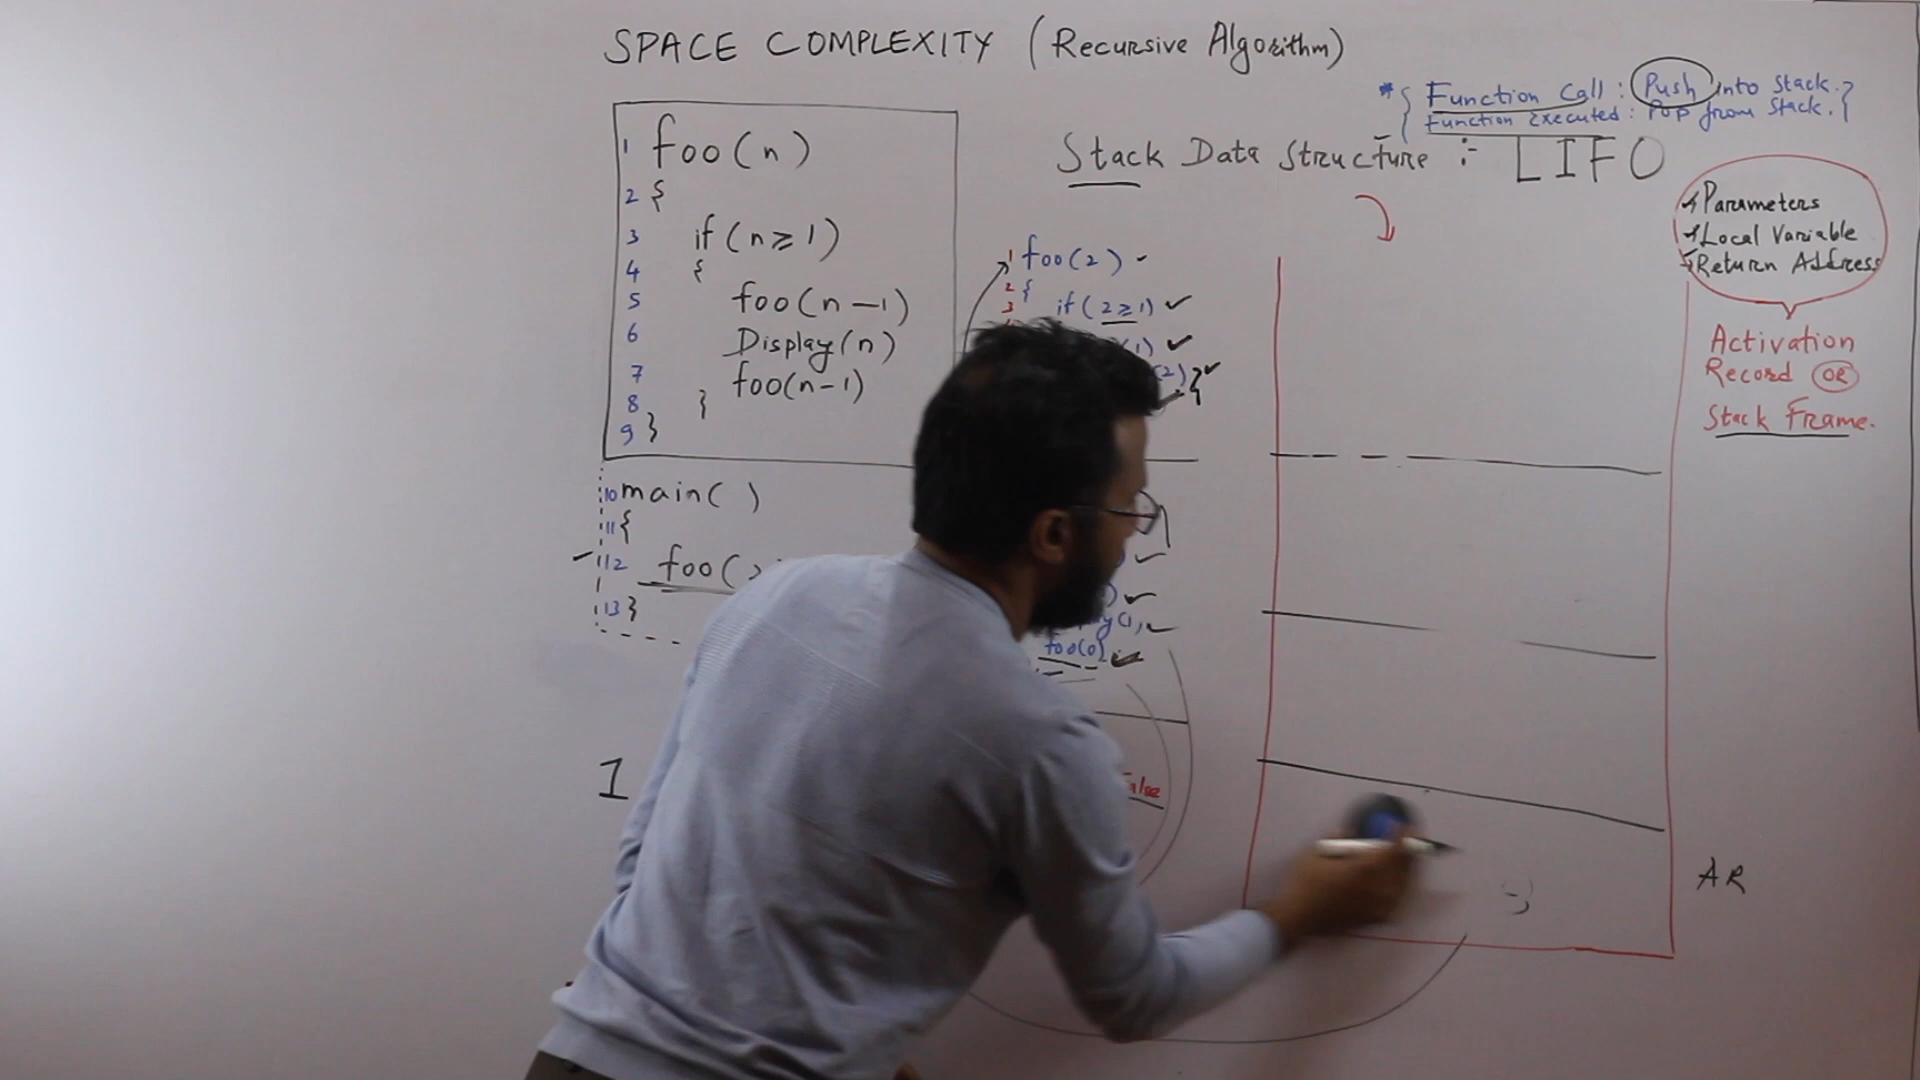 SPACE COMPLEXITY (Recursive Algorithm)
* { Function Call : Push into Stack. }
Function Executed : Pop from Stack.
Stack Data Structure :- LIFO
1 foo(n)
2 {
3 if (n ≥ 1)
4 {
5 foo(n-1)
6 Display(n)
7 foo(n-1)
8 }
9 }
10 main( )
11 {
12 foo(
13 }
1 foo(2)
2 {
3 if (2 ≥ 1)
foo(0)
False
1
Parameters
Local Variable
Return Address
Activation
Record OR
Stack Frame.
AR